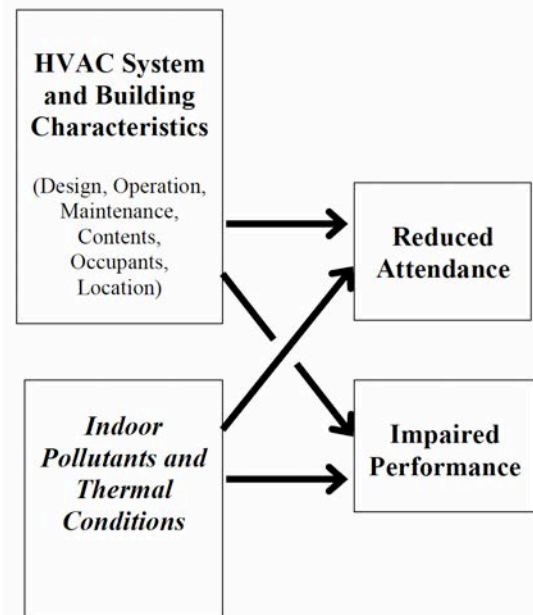 HVAC System
and Building
Characteristics
(Design, Operation,
Maintenance,
Contents,
Occupants,
Location)
Reduced
Attendance
Indoor
Pollutants and
Thermal
Conditions
Impaired
Performance